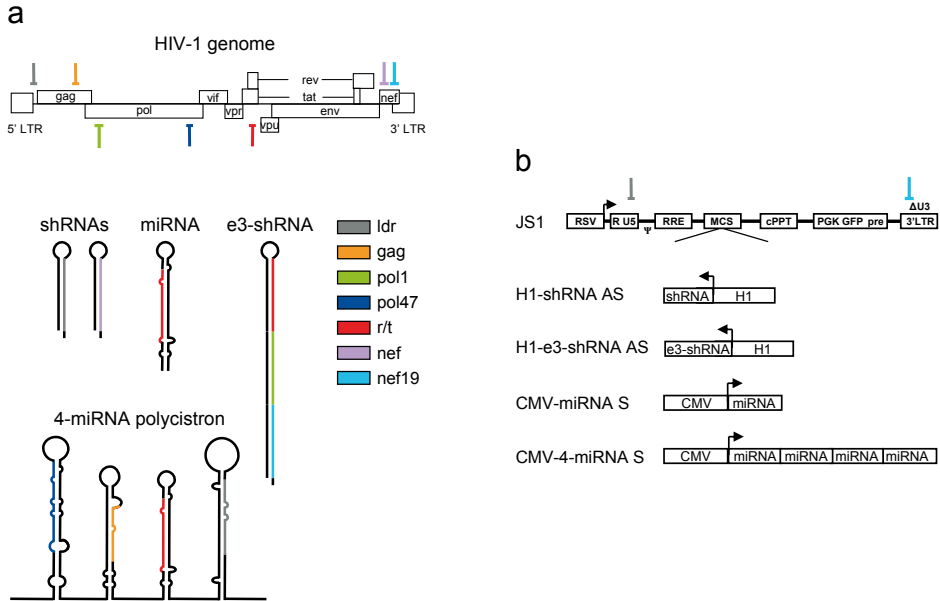 a
HIV-1 genome
rev
tat
gag
vif
nef
pol
vpr
env
vpu
5' LTR
3' LTR
shRNAs
miRNA
e3-shRNA
ldr
gag
pol1
pol47
r/t
nef
nef19
4-miRNA polycistron
b
ΔU3
JS1
RSV
R U5
RRE
MCS
cPPT
PGK GFP pre
3'LTR
Ψ
H1-shRNA AS
shRNA
H1
H1-e3-shRNA AS
e3-shRNA
H1
CMV-miRNA S
CMV
miRNA
CMV-4-miRNA S
CMV
miRNA
miRNA
miRNA
miRNA